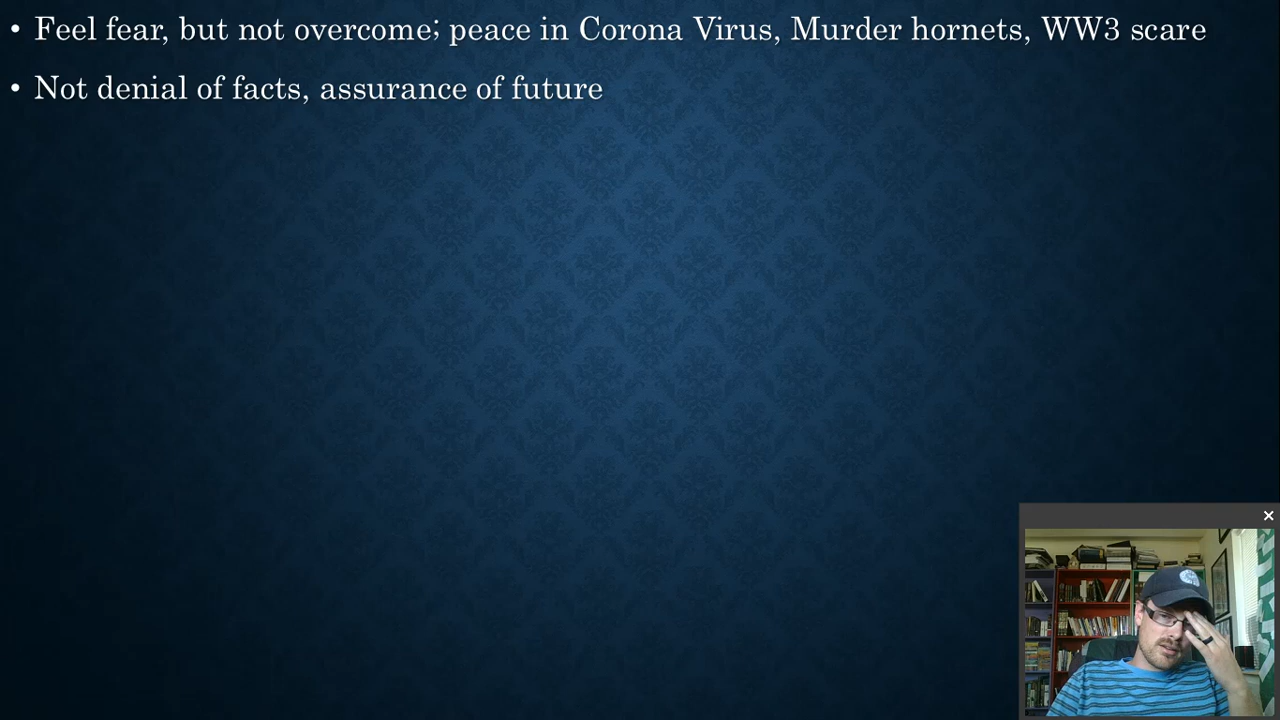 • Feel fear, but not overcome; peace in Corona Virus, Murder hornets, WW3 scare
• Not denial of facts, assurance of future